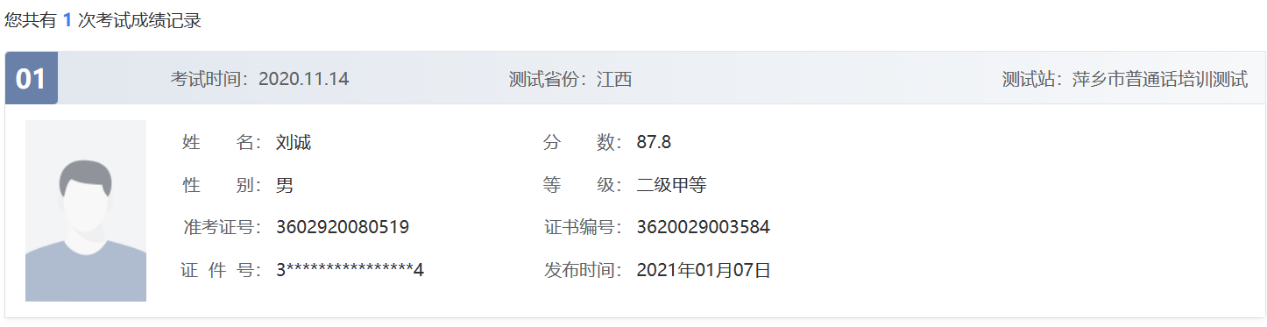 您共有 1 次考试成绩记录
01 考试时间：2020.11.14 测试省份：江西 测试站：萍乡市普通话培训测试
姓 名： 刘诚 分 数： 87.8
性 别： 男 等 级： 二级甲等
准考证号： 3602920080519 证书编号： 3620029003584
证 件 号： 3****************4 发布时间： 2021年01月07日